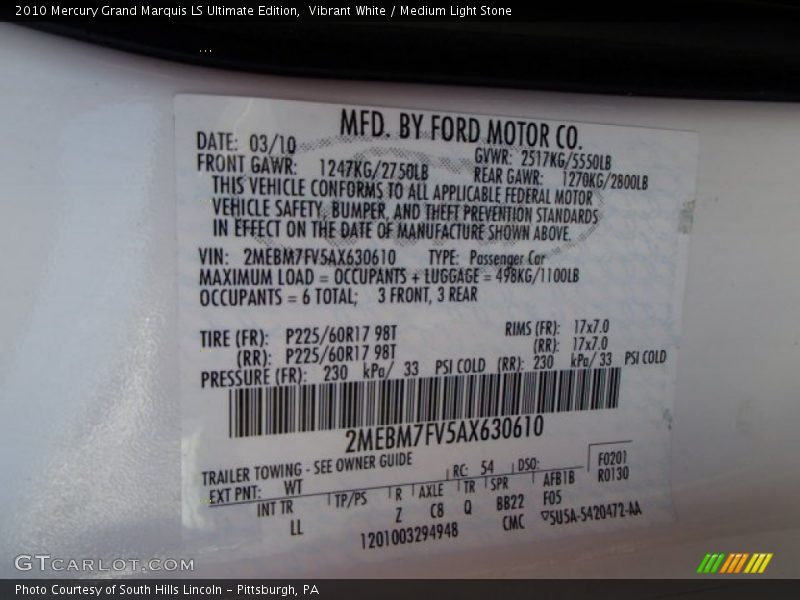 2010 Mercury Grand Marquis LS Ultimate Edition,  Vibrant White / Medium Light Stone
...
MFD. BY FORD MOTOR CO.
DATE: 03/10 GVWR: 2517KG/5550LB
FRONT GAWR: 1247KG/2750LB REAR GAWR: 1270KG/2800LB
THIS VEHICLE CONFORMS TO ALL APPLICABLE FEDERAL MOTOR
VEHICLE SAFETY, BUMPER, AND THEFT PREVENTION STANDARDS
IN EFFECT ON THE DATE OF MANUFACTURE SHOWN ABOVE.
VIN: 2MEBM7FV5AX630610 TYPE: Passenger Car
MAXIMUM LOAD = OCCUPANTS + LUGGAGE = 498KG/1100LB
OCCUPANTS = 6 TOTAL; 3 FRONT, 3 REAR
TIRE (FR): P225/60R17 98T RIMS (FR): 17x7.0
(RR): P225/60R17 98T (RR): 17x7.0
PRESSURE (FR): 230 kPa/ 33 PSI COLD (RR): 230 kPa/ 33 PSI COLD
2MEBM7FV5AX630610
TRAILER TOWING - SEE OWNER GUIDE RC: 54 DSO: F0201
EXT PNT: WT AFB1B R0130
INT TR TP/PS R AXLE TR SPR F05
LL Z C8 Q BB22
1201003294948 CMC ▽5U5A-5420472-AA
GTCARLOT.COM
Photo Courtesy of South Hills Lincoln - Pittsburgh, PA